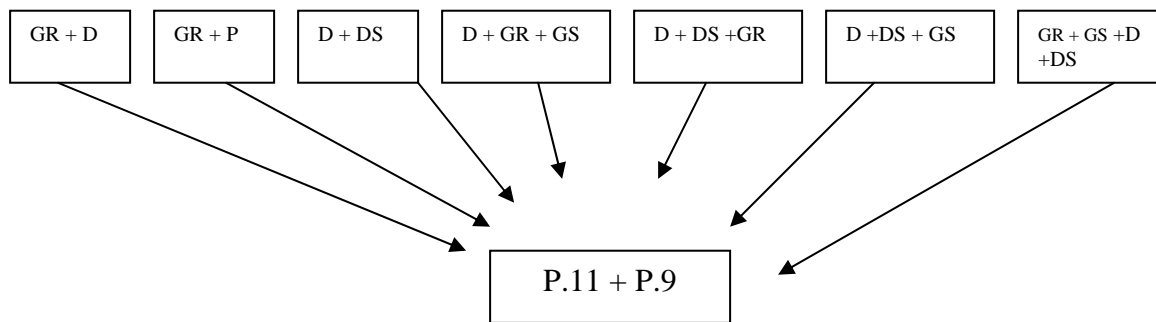 GR + D
GR + P
D + DS
D + GR + GS
D + DS +GR
D +DS + GS
GR + GS +D
+DS
P.11 + P.9